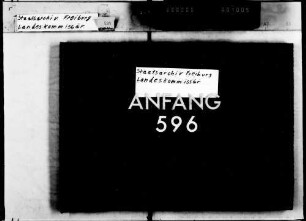 Staatsarchiv Freiburg
Landeskommissär
Staatsarchiv Freiburg
Landeskommissär
ANFANG
596